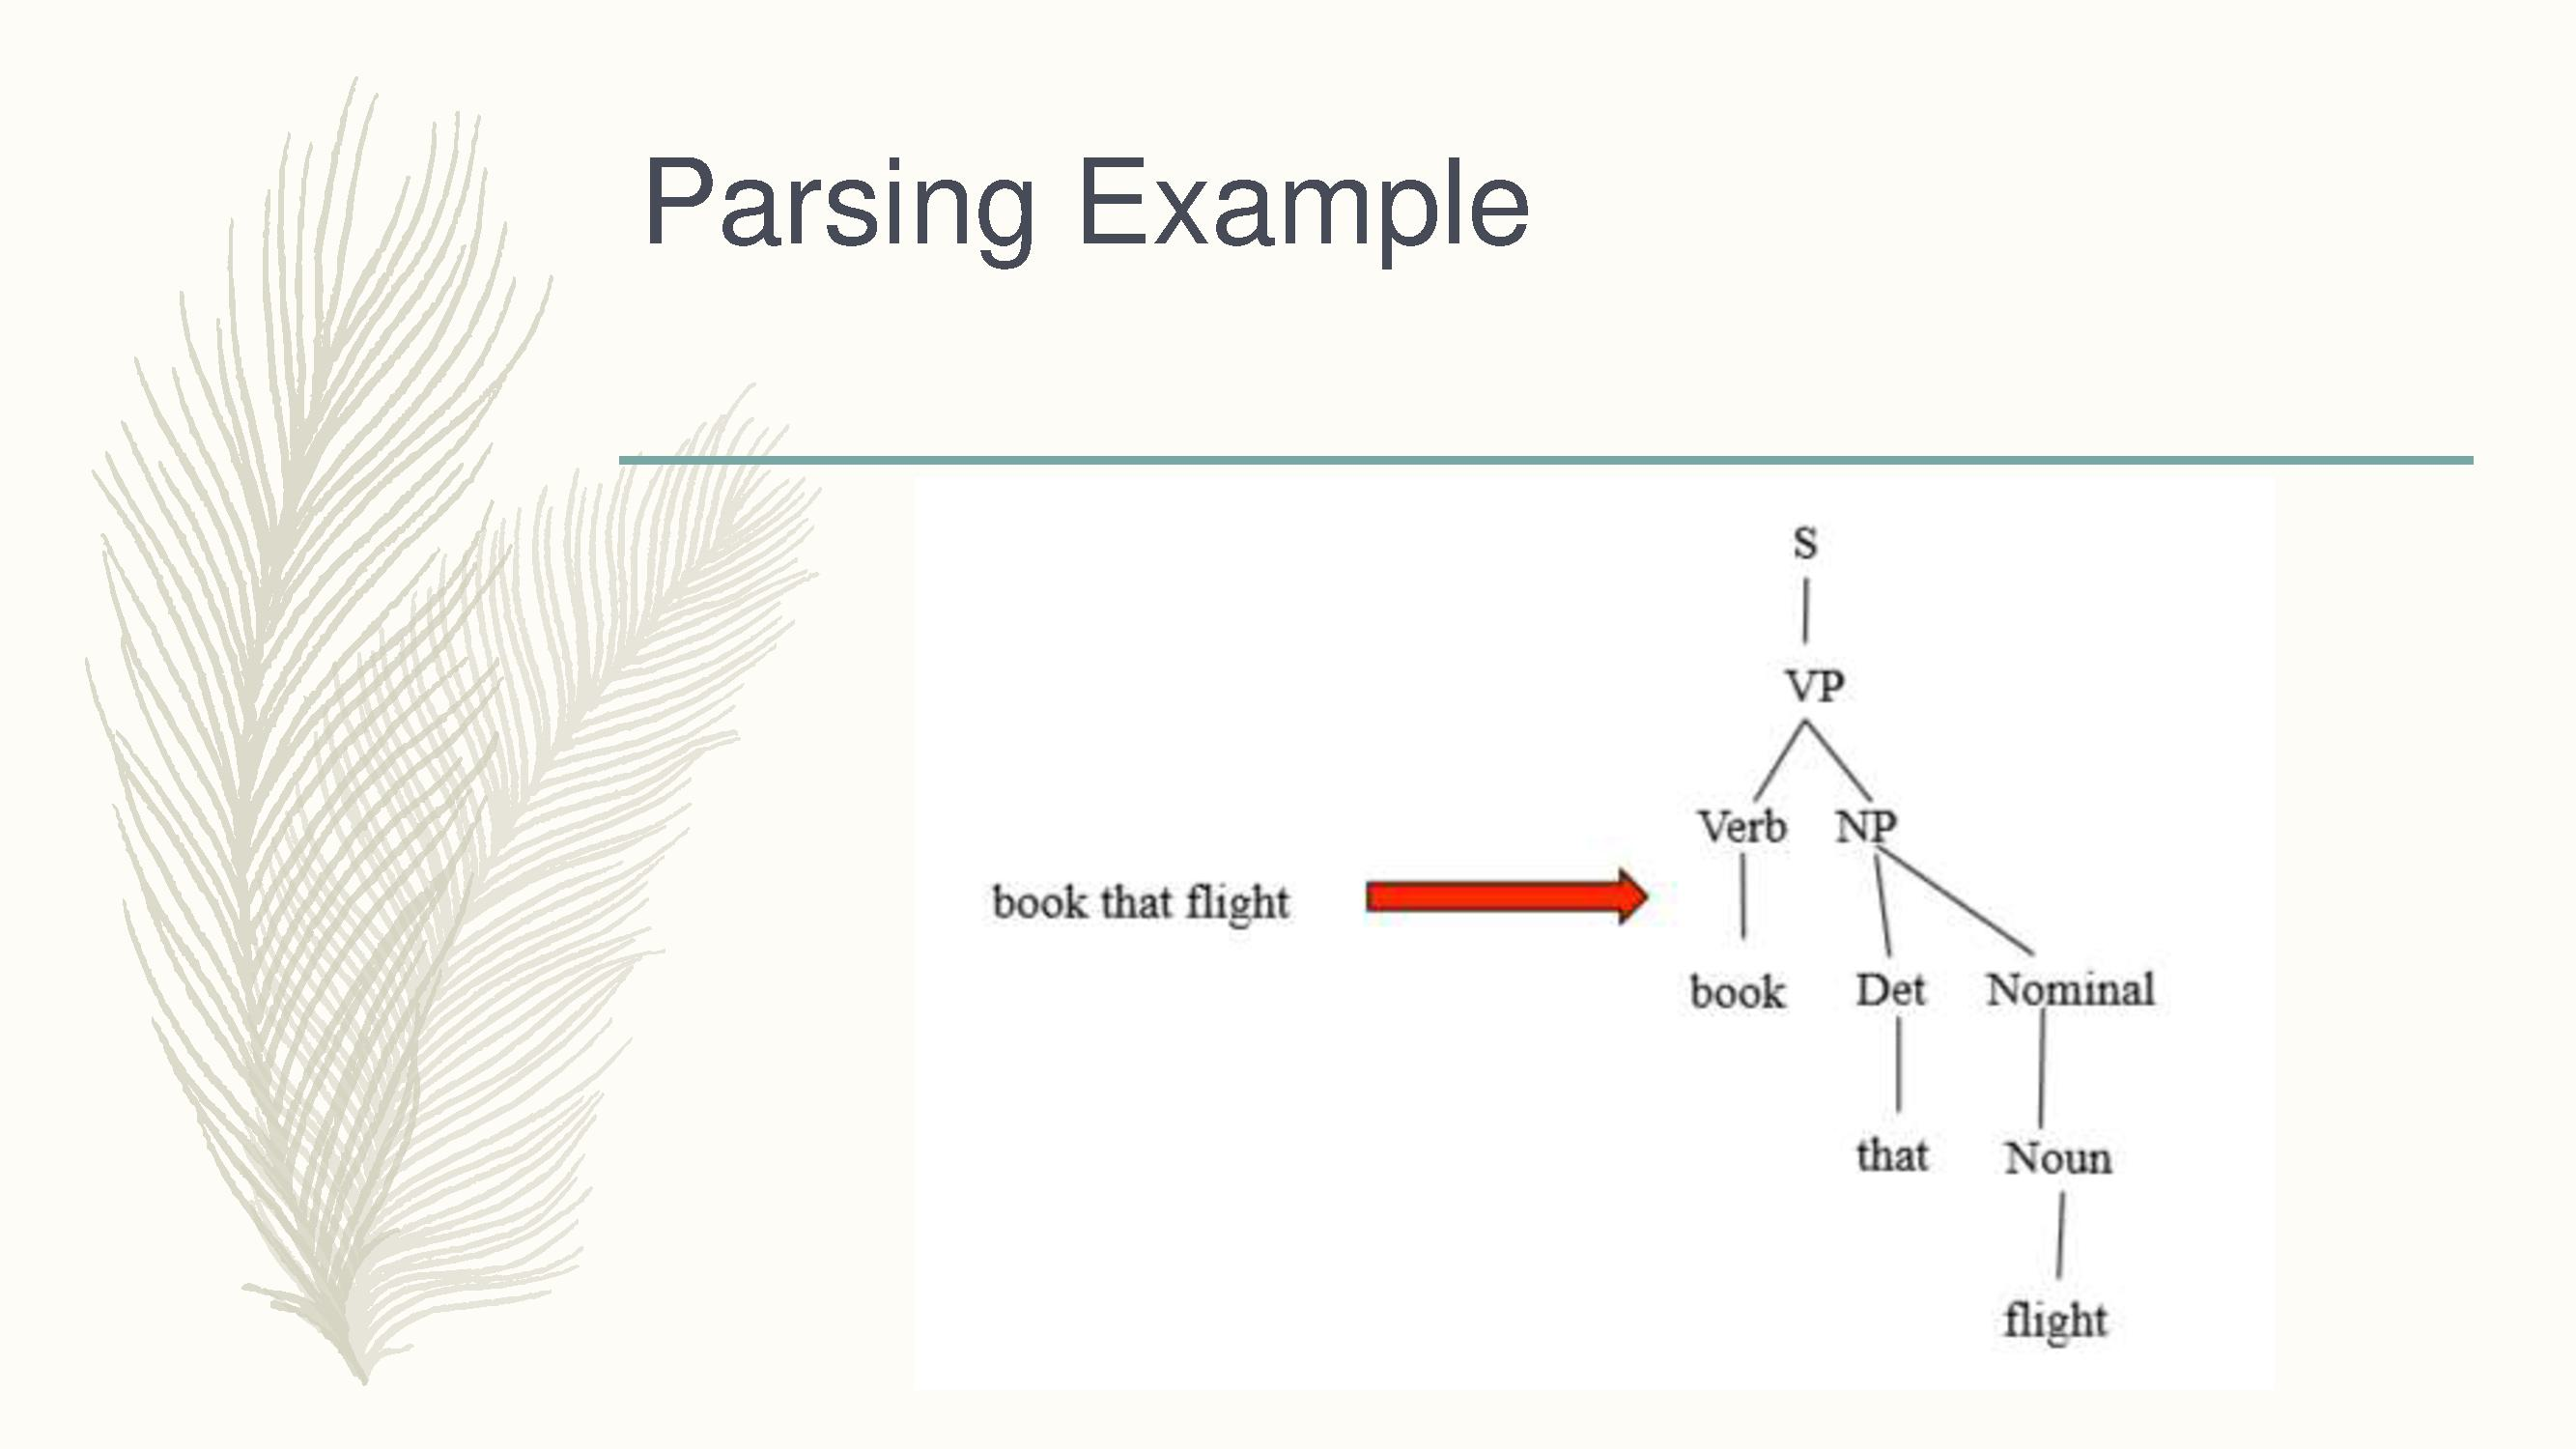 Parsing Example
S
VP
Verb NP
book that flight
book Det Nominal
that Noun
flight